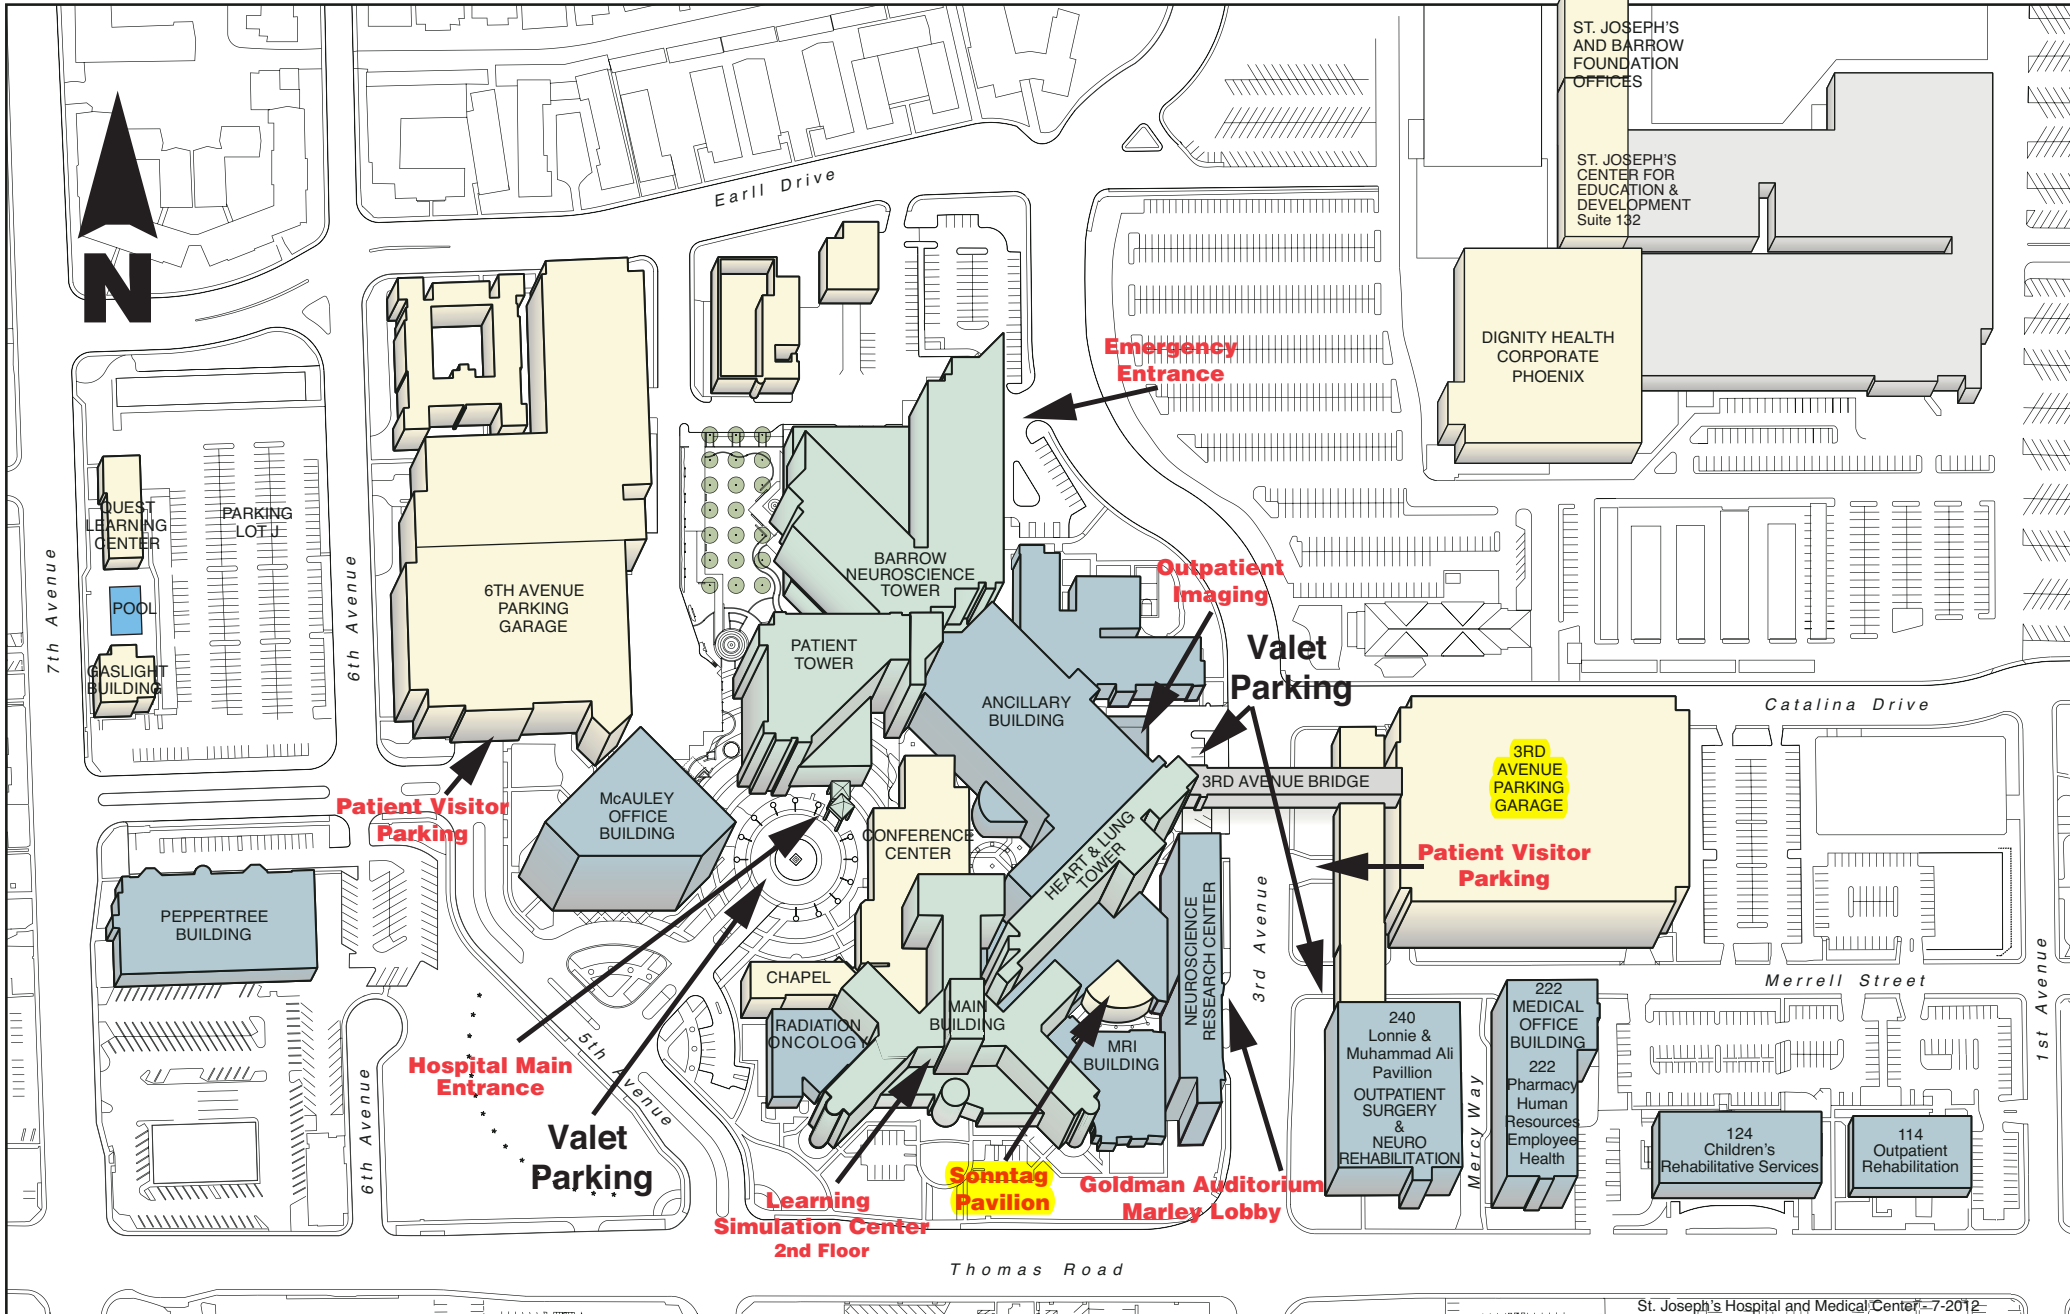 ST. JOSEPH'S
AND BARROW
FOUNDATION
OFFICES
ST. JOSEPH'S
CENTER FOR
EDUCATION &
DEVELOPMENT
Suite 132
Earll Drive
N
DIGNITY HEALTH
CORPORATE
PHOENIX
Emergency
Entrance
QUEST
LEARNING
CENTER
PARKING
LOT J
POOL
GASLIGHT
BUILDING
7th Avenue
6th Avenue
6TH AVENUE
PARKING
GARAGE
BARROW
NEUROSCIENCE
TOWER
PATIENT
TOWER
ANCILLARY
BUILDING
Outpatient
Imaging
Valet
Parking
Catalina Drive
3RD AVENUE BRIDGE
3RD
AVENUE
PARKING
GARAGE
Patient Visitor
Parking
McAULEY
OFFICE
BUILDING
CONFERENCE
CENTER
HEART & LUNG
TOWER
Patient Visitor
Parking
PEPPERTREE
BUILDING
NEUROSCIENCE
RESEARCH CENTER
3rd Avenue
CHAPEL
RADIATION
ONCOLOGY
MAIN
BUILDING
MRI
BUILDING
Merrell Street
1st Avenue
240
Lonnie &
Muhammad Ali
Pavillion
OUTPATIENT
SURGERY
&
NEURO
REHABILITATION
Mercy Way
222
MEDICAL
OFFICE
BUILDING
222
Pharmacy
Human
Resources
Employee
Health
124
Children's
Rehabilitative Services
114
Outpatient
Rehabilitation
Hospital Main
Entrance
5th Avenue
6th Avenue
Valet
Parking
Learning
Simulation Center
2nd Floor
Sonntag
Pavilion
Goldman Auditorium
Marley Lobby
Thomas Road
St. Joseph's Hospital and Medical Center - 7-2012